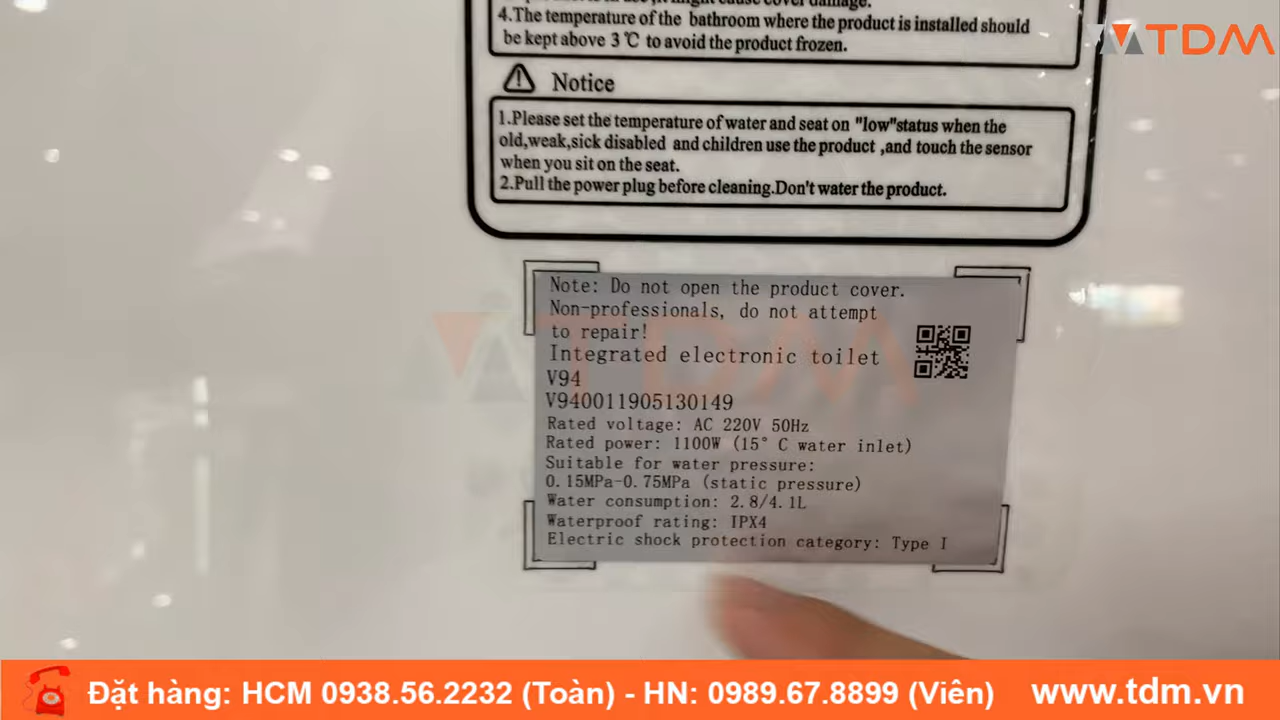 4.The temperature of the bathroom where the product is installed should
be kept above 3℃ to avoid the product frozen.
Notice
1.Please set the temperature of water and seat on "low"status when the
old,weak,sick disabled and children use the product ,and touch the sensor
when you sit on the seat.
2.Pull the power plug before cleaning.Don't water the product.
Note: Do not open the product cover.
Non-professionals, do not attempt
to repair!
Integrated electronic toilet
V94
V940011905130149
Rated voltage: AC 220V 50Hz
Rated power: 1100W (15° C water inlet)
Suitable for water pressure:
0.15MPa-0.75MPa (static pressure)
Water consumption: 2.8/4.1L
Waterproof rating: IPX4
Electric shock protection category: Type I
TDM
TDM
Đặt hàng: HCM 0938.56.2232 (Toàn) - HN: 0989.67.8899 (Viên) www.tdm.vn